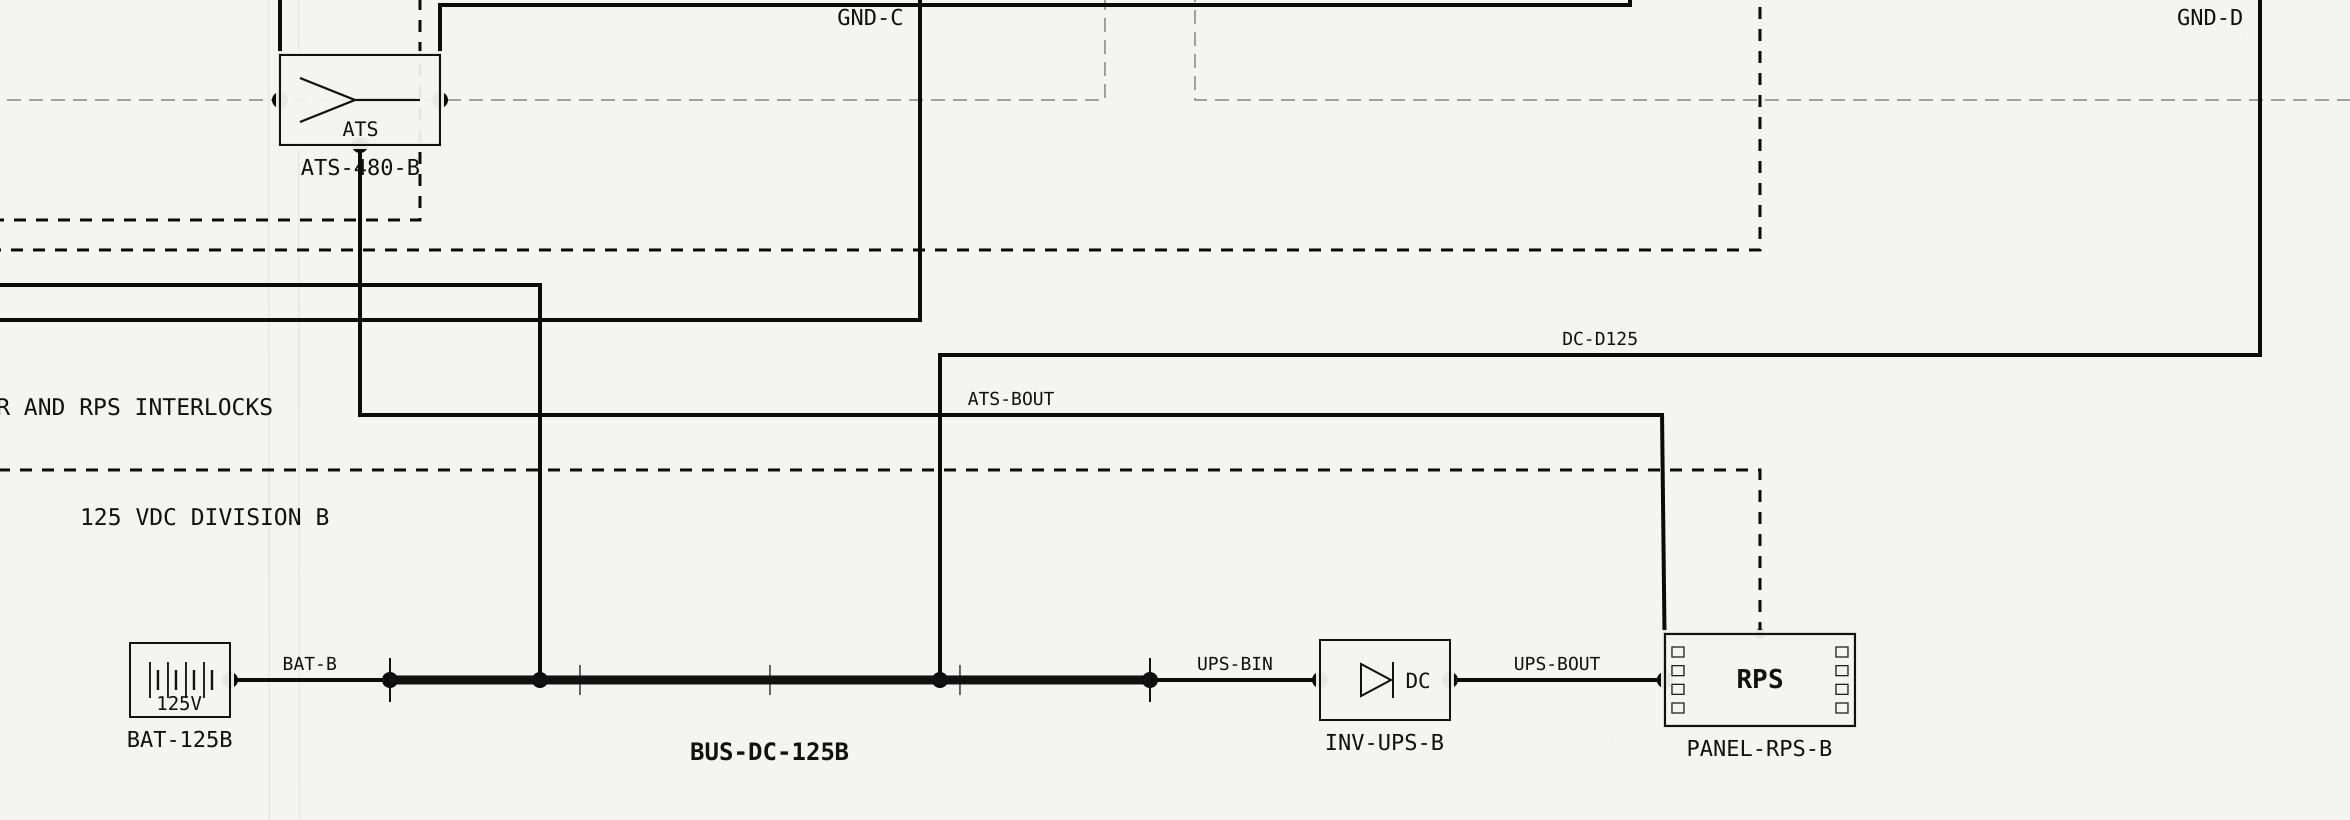 GND-C
GND-D
ATS
ATS-480-B
DC-D125
ATS-BOUT
R AND RPS INTERLOCKS
125 VDC DIVISION B
BAT-B
UPS-BIN
UPS-BOUT
DC
RPS
125V
BAT-125B
INV-UPS-B
PANEL-RPS-B
BUS-DC-125B